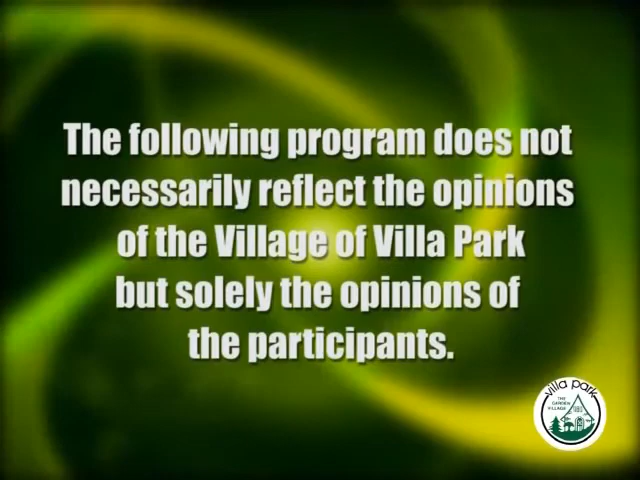 The following program does not
necessarily reflect the opinions
of the Village of Villa Park
but solely the opinions of
the participants.
villa park
THE
GARDEN
VILLAGE